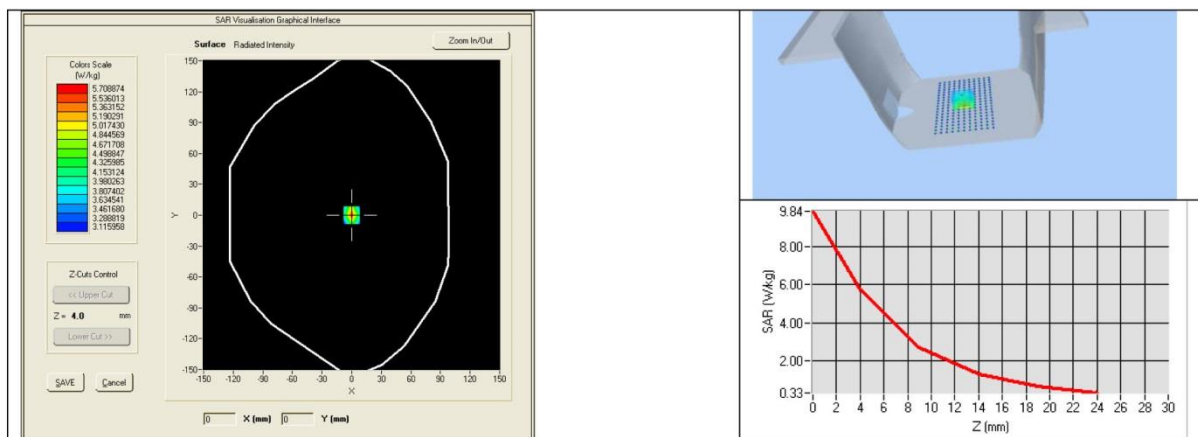 SAR Visualisation Graphical Interface
Surface Radiated Intensity
Zoom In/Out
Colors Scale
(W/kg)
5.708874
5.536013
5.363152
5.190291
5.017430
4.844569
4.671708
4.498847
4.325985
4.153124
3.980263
3.807402
3.634541
3.461680
3.288819
3.115958
Z-Cuts Control
<< Upper Cut
Z = 4.0 mm
Lower Cut >>
SAVE Cancel
150
120
90
60
30
0
-30
-60
-90
-120
-150
Y
-150 -120 -90 -60 -30 0 30 60 90 120 150
X
0 X (mm) 0 Y (mm)
9.84
8.00
6.00
4.00
2.00
0.33
SAR (W/kg)
0 2 4 6 8 10 12 14 16 18 20 22 24 26 28 30
Z (mm)